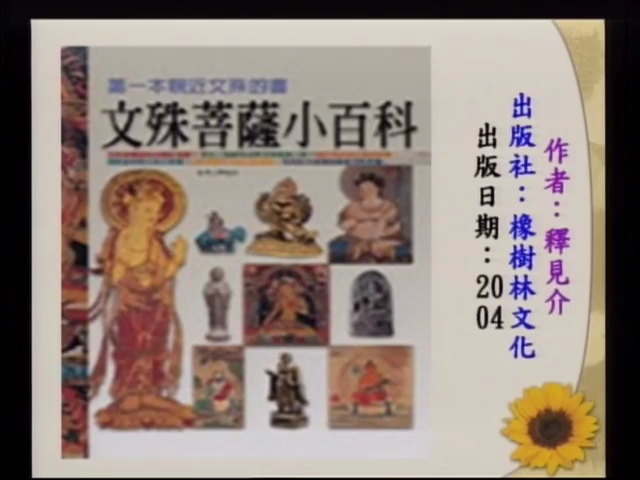 第一本親近文殊的書
文殊菩薩小百科
作者：釋見介
出版社：橡樹林文化
出版日期：2004